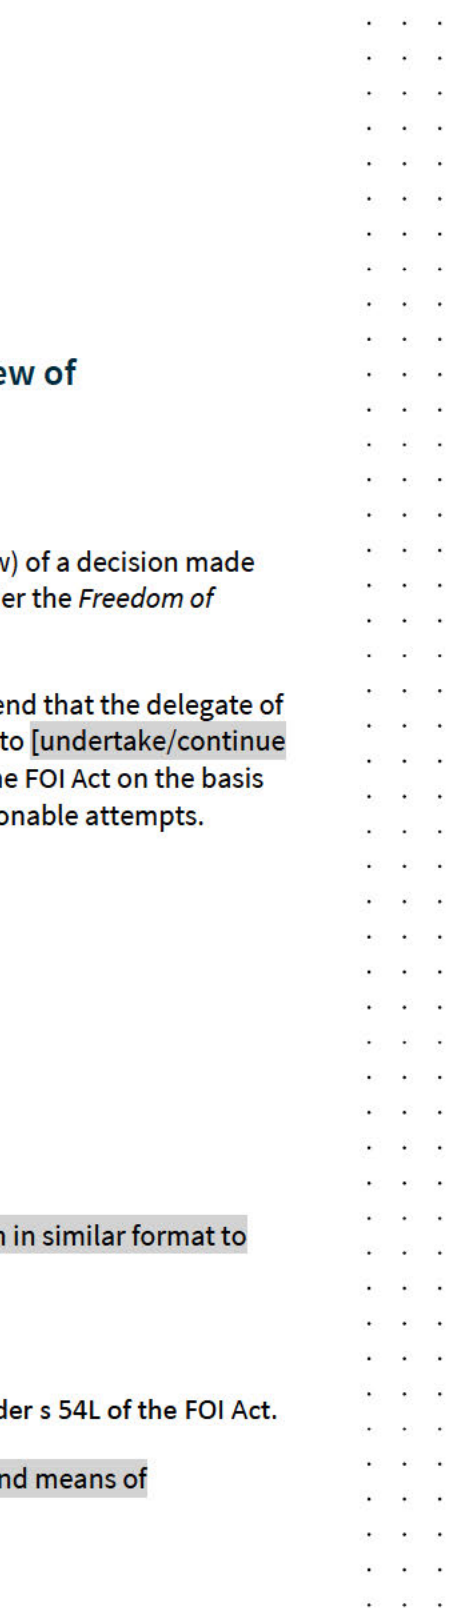 ew of
w) of a decision made
er the Freedom of
end that the delegate of
to [undertake/continue
he FOI Act on the basis
onable attempts.
n in similar format to
der s 54L of the FOI Act.
nd means of